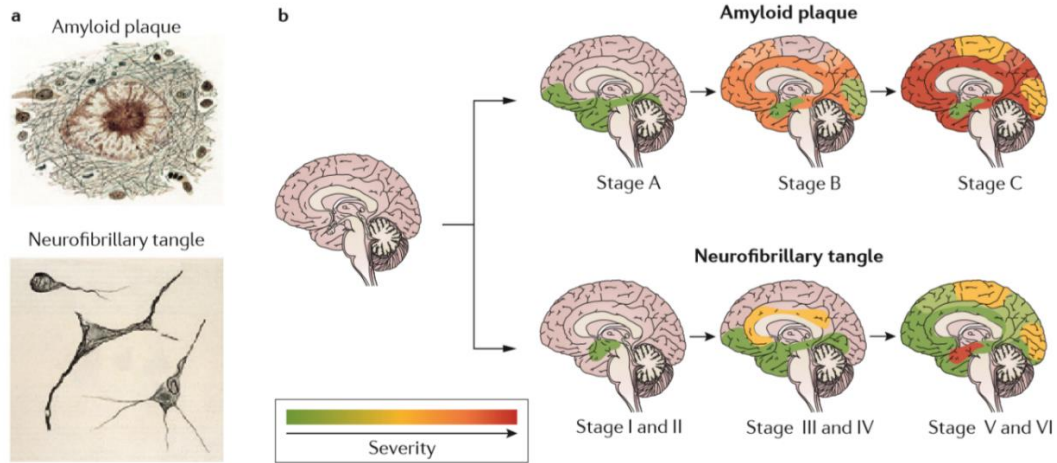 a
Amyloid plaque
Neurofibrillary tangle
b
Amyloid plaque
Stage A
Stage B
Stage C
Neurofibrillary tangle
Stage I and II
Stage III and IV
Stage V and VI
Severity